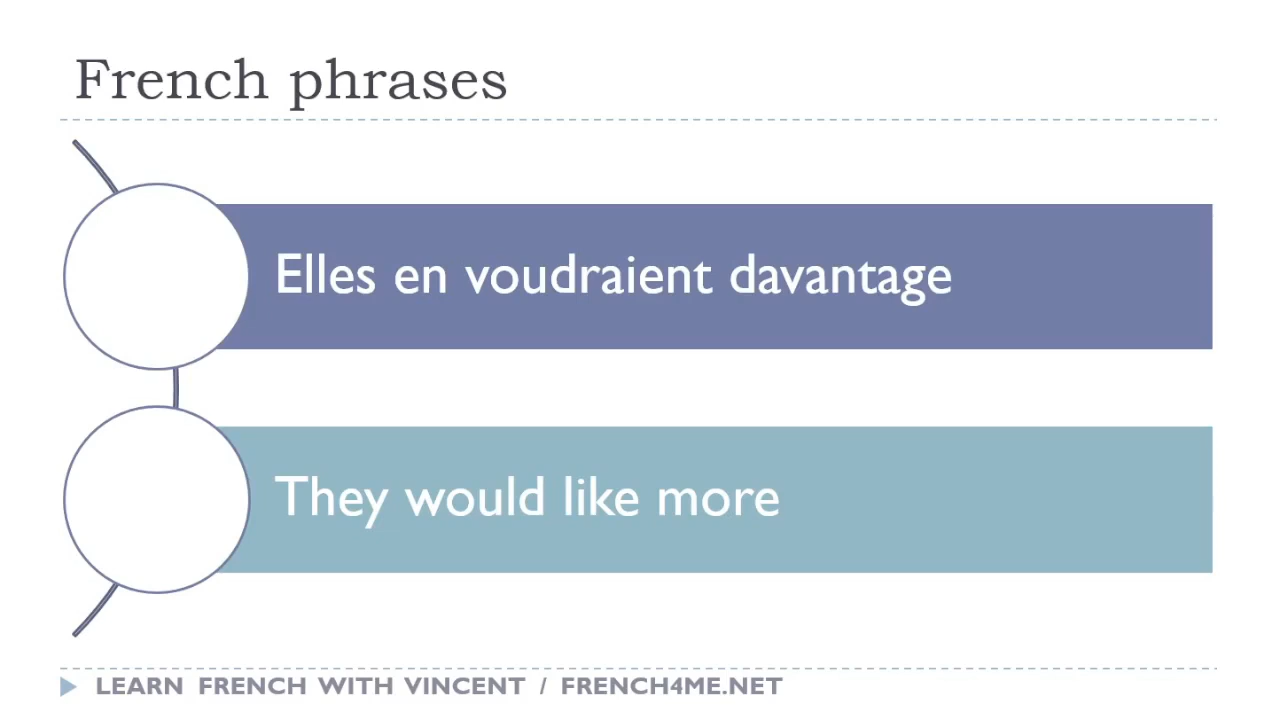 French phrases
Elles en voudraient davantage
They would like more
LEARN FRENCH WITH VINCENT / FRENCH4ME.NET